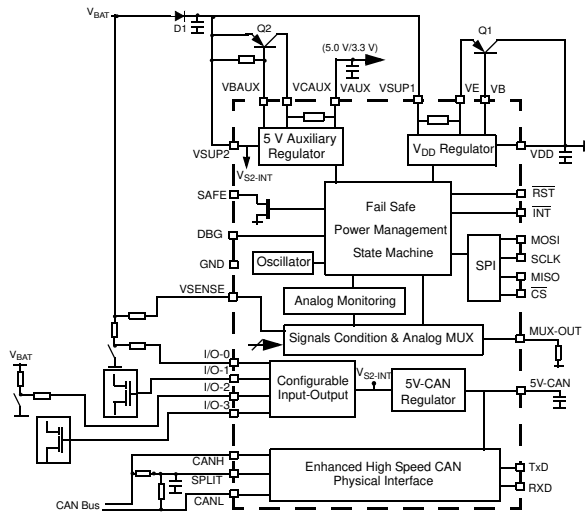 VBAT
D1
Q2
(5.0 V/3.3 V)
Q1
VBAUX
VCAUX
VAUX
VSUP1
VE
VB
VSUP2
5 V Auxiliary
Regulator
VDD Regulator
VDD
VS2-INT
SAFE
Fail Safe
Power Management
State Machine
RST
INT
DBG
MOSI
SCLK
SPI
MISO
CS
GND
Oscillator
VSENSE
Analog Monitoring
Signals Condition & Analog MUX
MUX-OUT
VBAT
I/O-0
I/O-1
I/O-2
I/O-3
Configurable
Input-Output
VS2-INT
5V-CAN
Regulator
5V-CAN
CANH
SPLIT
CANL
CAN Bus
Enhanced High Speed CAN
Physical Interface
TxD
RXD